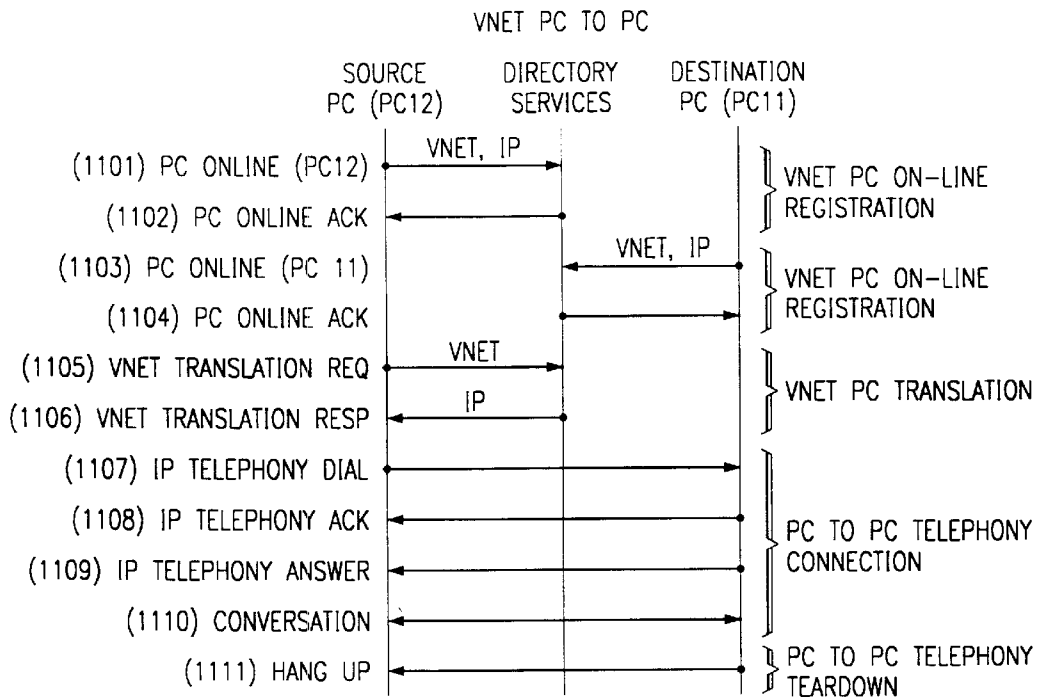 VNET PC TO PC
SOURCE PC (PC12)
DIRECTORY SERVICES
DESTINATION PC (PC11)
(1101) PC ONLINE (PC12)
VNET, IP
VNET PC ON-LINE
REGISTRATION
(1102) PC ONLINE ACK
(1103) PC ONLINE (PC 11)
VNET, IP
VNET PC ON-LINE
REGISTRATION
(1104) PC ONLINE ACK
(1105) VNET TRANSLATION REQ
VNET
VNET PC TRANSLATION
(1106) VNET TRANSLATION RESP
IP
(1107) IP TELEPHONY DIAL
(1108) IP TELEPHONY ACK
PC TO PC TELEPHONY
CONNECTION
(1109) IP TELEPHONY ANSWER
(1110) CONVERSATION
(1111) HANG UP
PC TO PC TELEPHONY
TEARDOWN